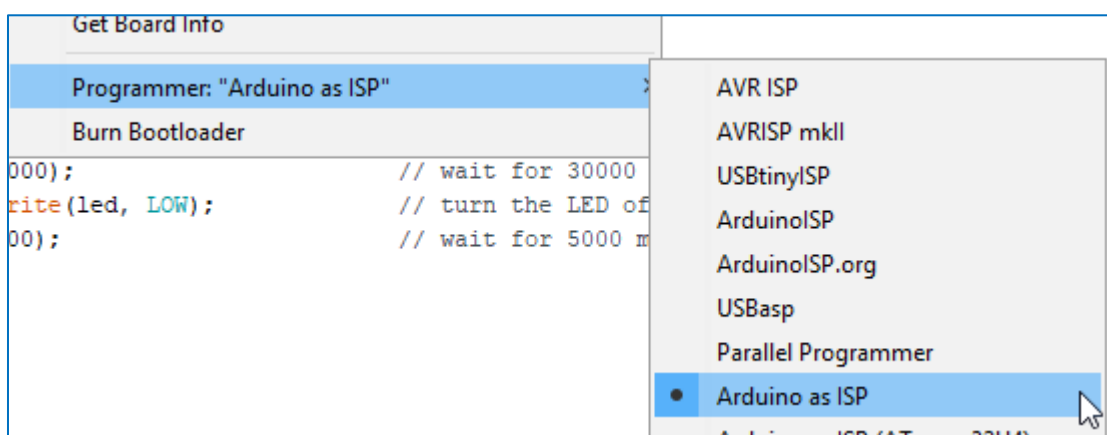 Get Board Info
Programmer: "Arduino as ISP"
Burn Bootloader
000); // wait for 30000
rite(led, LOW); // turn the LED of
00); // wait for 5000 m
AVR ISP
AVRISP mkII
USBtinyISP
ArduinoISP
ArduinoISP.org
USBasp
Parallel Programmer
Arduino as ISP